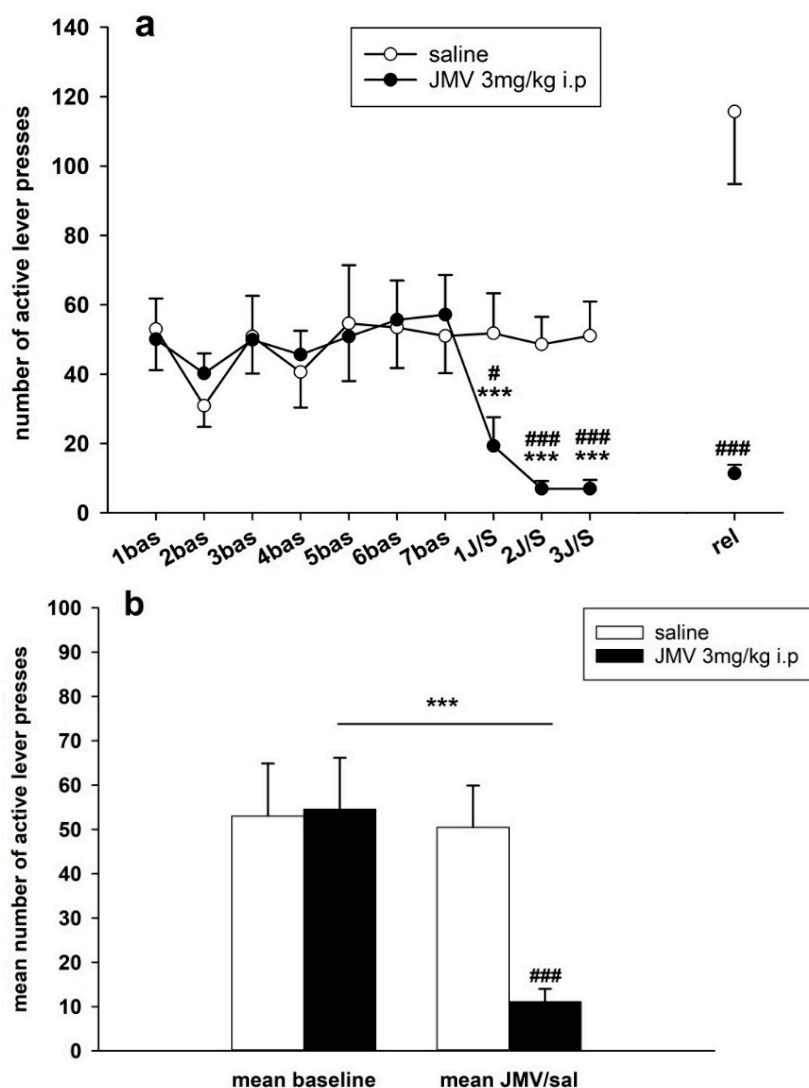 a
saline
JMV 3mg/kg i.p
number of active lever presses
140
120
100
80
60
40
20
0
#
***
###
***
###
***
###
1bas
2bas
3bas
4bas
5bas
6bas
7bas
1J/S
2J/S
3J/S
rel
b
saline
JMV 3mg/kg i.p
mean number of active lever presses
100
90
80
70
60
50
40
30
20
10
0
***
###
mean baseline
mean JMV/sal